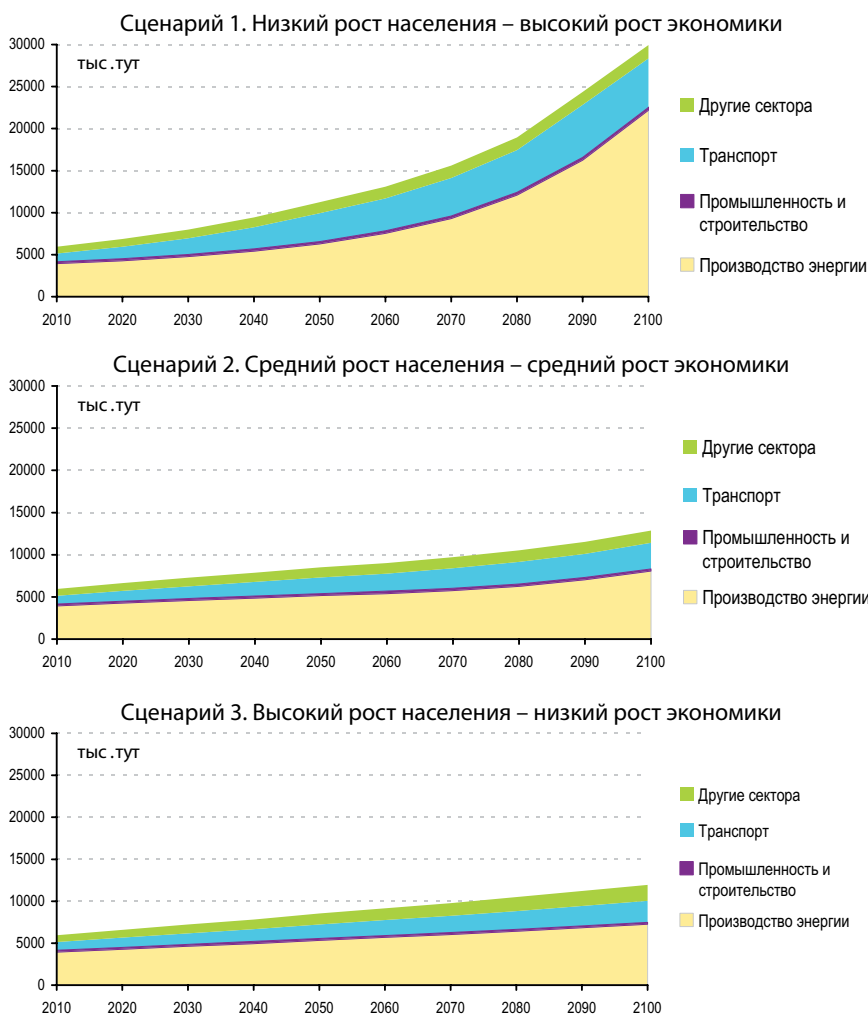 Сценарий 1. Низкий рост населения – высокий рост экономики
30000
тыс.тут
25000
20000
15000
10000
5000
0
2010 2020 2030 2040 2050 2060 2070 2080 2090 2100
Другие сектора
Транспорт
Промышленность и
строительство
Производство энергии
Сценарий 2. Средний рост населения – средний рост экономики
30000
тыс.тут
25000
20000
15000
10000
5000
0
2010 2020 2030 2040 2050 2060 2070 2080 2090 2100
Другие сектора
Транспорт
Промышленность и
строительство
Производство энергии
Сценарий 3. Высокий рост населения – низкий рост экономики
30000
тыс.тут
25000
20000
15000
10000
5000
0
2010 2020 2030 2040 2050 2060 2070 2080 2090 2100
Другие сектора
Транспорт
Промышленность и
строительство
Производство энергии